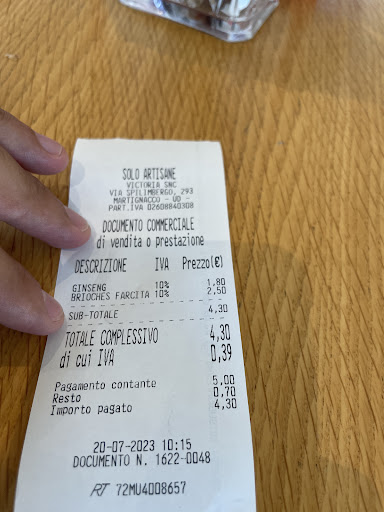 SOLO ARTISANE
VICTORIA SNC
VIA SPILIMBERGO, 293
MARTIGNACCO - UD -
PART.IVA 02608840308
DOCUMENTO COMMERCIALE
di vendita o prestazione
DESCRIZIONE IVA Prezzo(€)
GINSENG 10% 1,80
BRIOCHES FARCITA 10% 2,50
SUB-TOTALE 4,30
TOTALE COMPLESSIVO 4,30
di cui IVA 0,39
Pagamento contante 5,00
Resto 0,70
Importo pagato 4,30
20-07-2023 10:15
DOCUMENTO N. 1622-0048
RT 72MU4008657